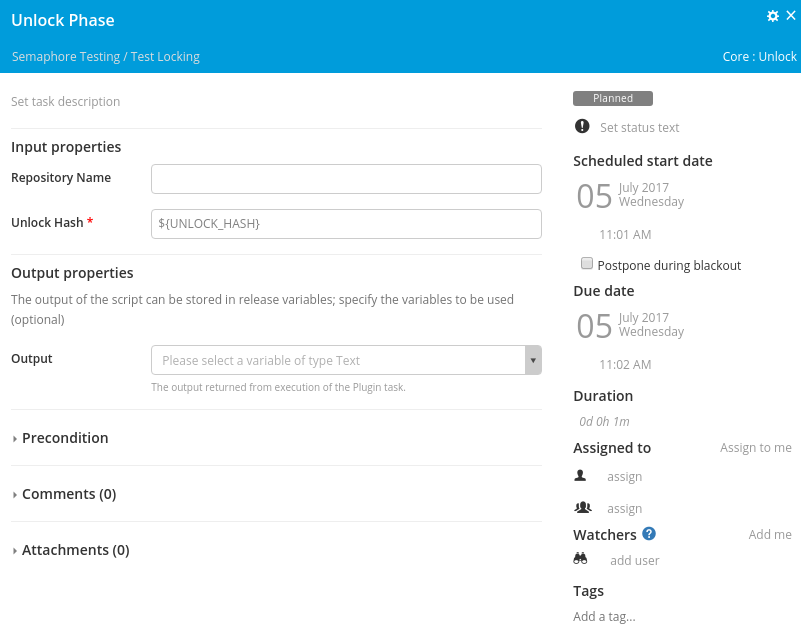 Unlock Phase
Semaphore Testing / Test Locking
Core : Unlock
Set task description
Input properties
Repository Name
Unlock Hash *
${UNLOCK_HASH}
Output properties
The output of the script can be stored in release variables; specify the variables to be used
(optional)
Output
Please select a variable of type Text
The output returned from execution of the Plugin task.
Precondition
Comments (0)
Attachments (0)
Planned
Set status text
Scheduled start date
05
July 2017
Wednesday
11:01 AM
Postpone during blackout
Due date
05
July 2017
Wednesday
11:02 AM
Duration
0d 0h 1m
Assigned to
Assign to me
assign
assign
Watchers ?
Add me
add user
Tags
Add a tag...